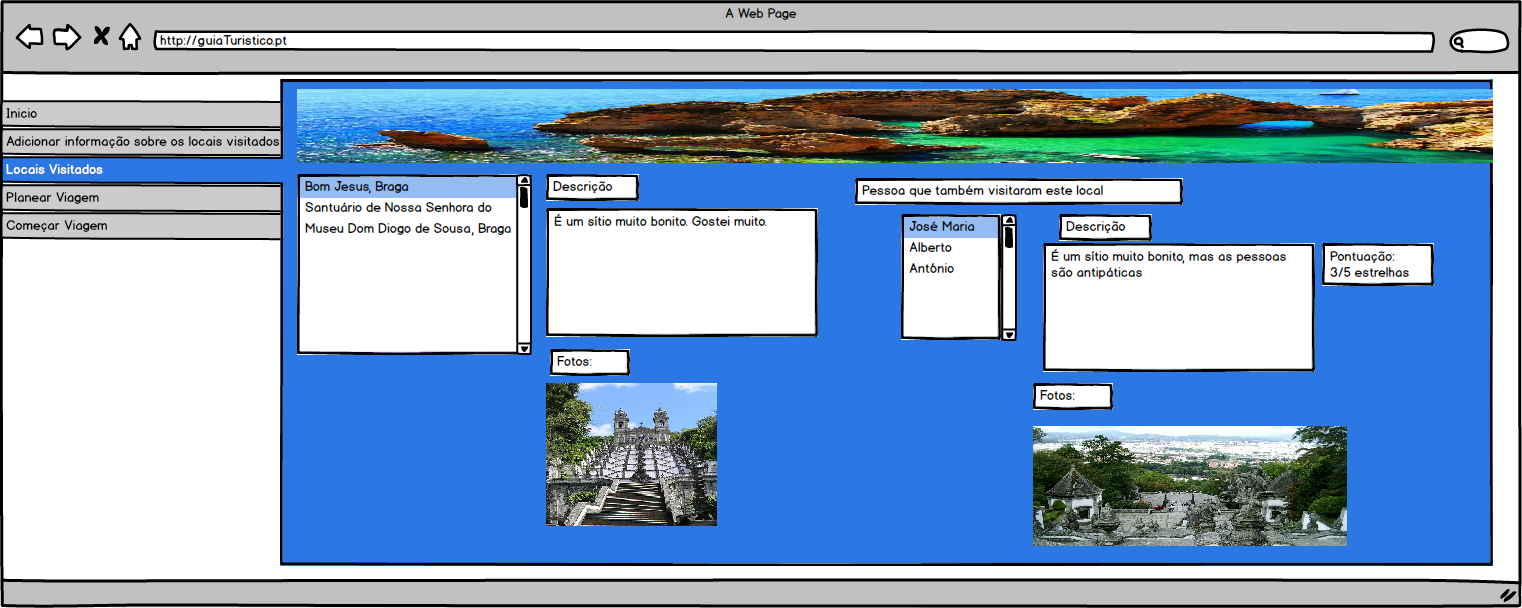 A Web Page
http://guiaTuristico.pt
Inicio
Adicionar informação sobre os locais visitados
Locais Visitados
Planear Viagem
Começar Viagem
Bom Jesus, Braga
Santuário de Nossa Senhora do
Museu Dom Diogo de Sousa, Braga
Descrição
É um sítio muito bonito. Gostei muito.
Fotos:
Pessoa que também visitaram este local
José Maria
Alberto
António
Descrição
É um sítio muito bonito, mas as pessoas
são antipáticas
Pontuação:
3/5 estrelhas
Fotos: